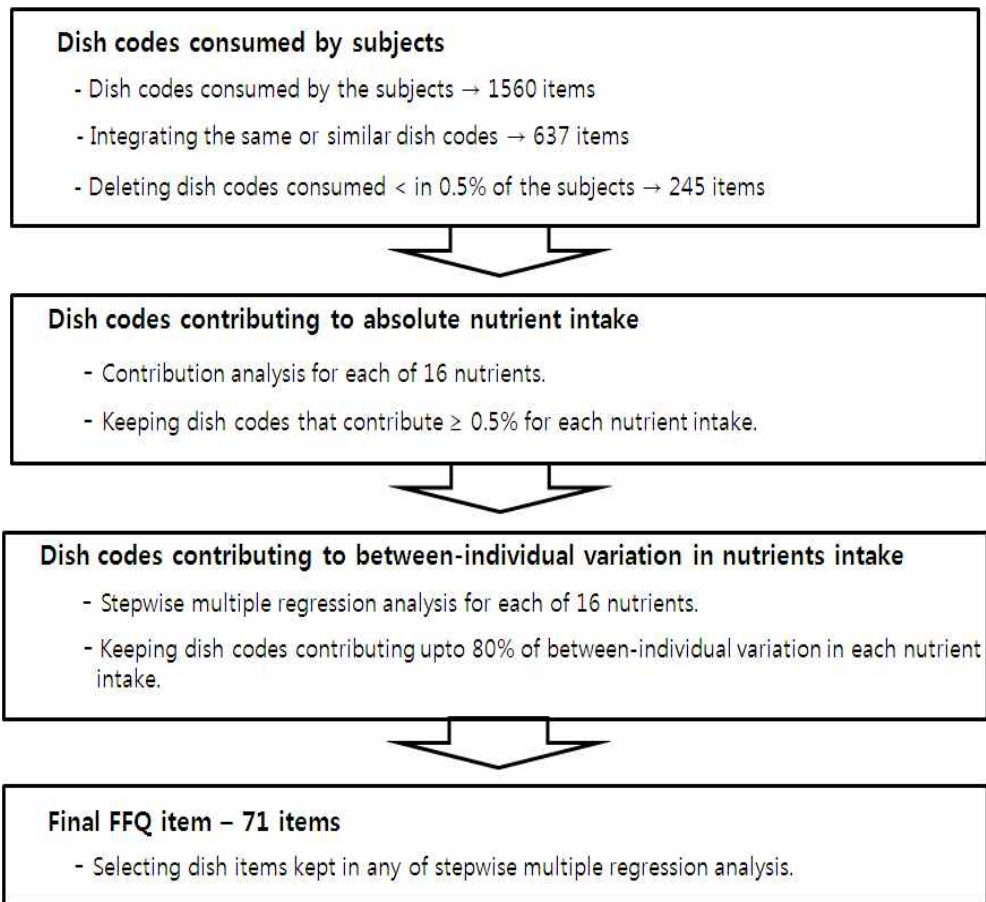 Dish codes consumed by subjects
- Dish codes consumed by the subjects → 1560 items
- Integrating the same or similar dish codes → 637 items
- Deleting dish codes consumed < in 0.5% of the subjects → 245 items
Dish codes contributing to absolute nutrient intake
- Contribution analysis for each of 16 nutrients.
- Keeping dish codes that contribute ≥ 0.5% for each nutrient intake.
Dish codes contributing to between-individual variation in nutrients intake
- Stepwise multiple regression analysis for each of 16 nutrients.
- Keeping dish codes contributing upto 80% of between-individual variation in each nutrient
intake.
Final FFQ item – 71 items
- Selecting dish items kept in any of stepwise multiple regression analysis.